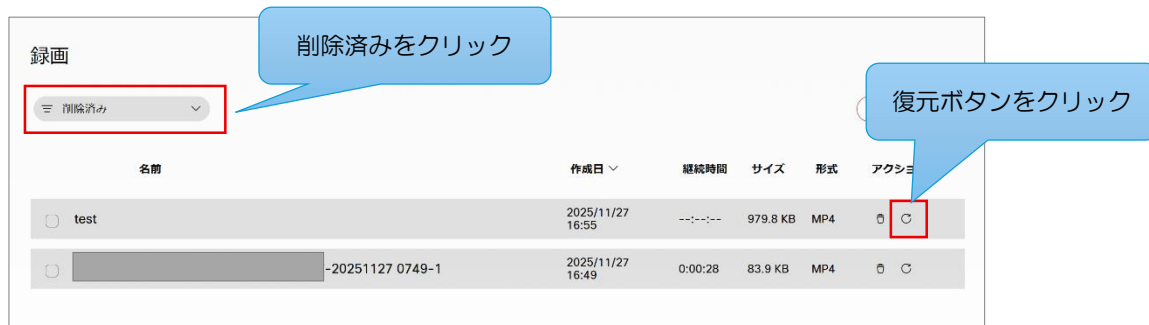 削除済みをクリック
録画
復元ボタンをクリック
削除済み
名前 作成日 継続時間 サイズ 形式 アクショ
test 2025/11/27 16:55 --:--:-- 979.8 KB MP4
-20251127 0749-1 2025/11/27 16:49 0:00:28 83.9 KB MP4